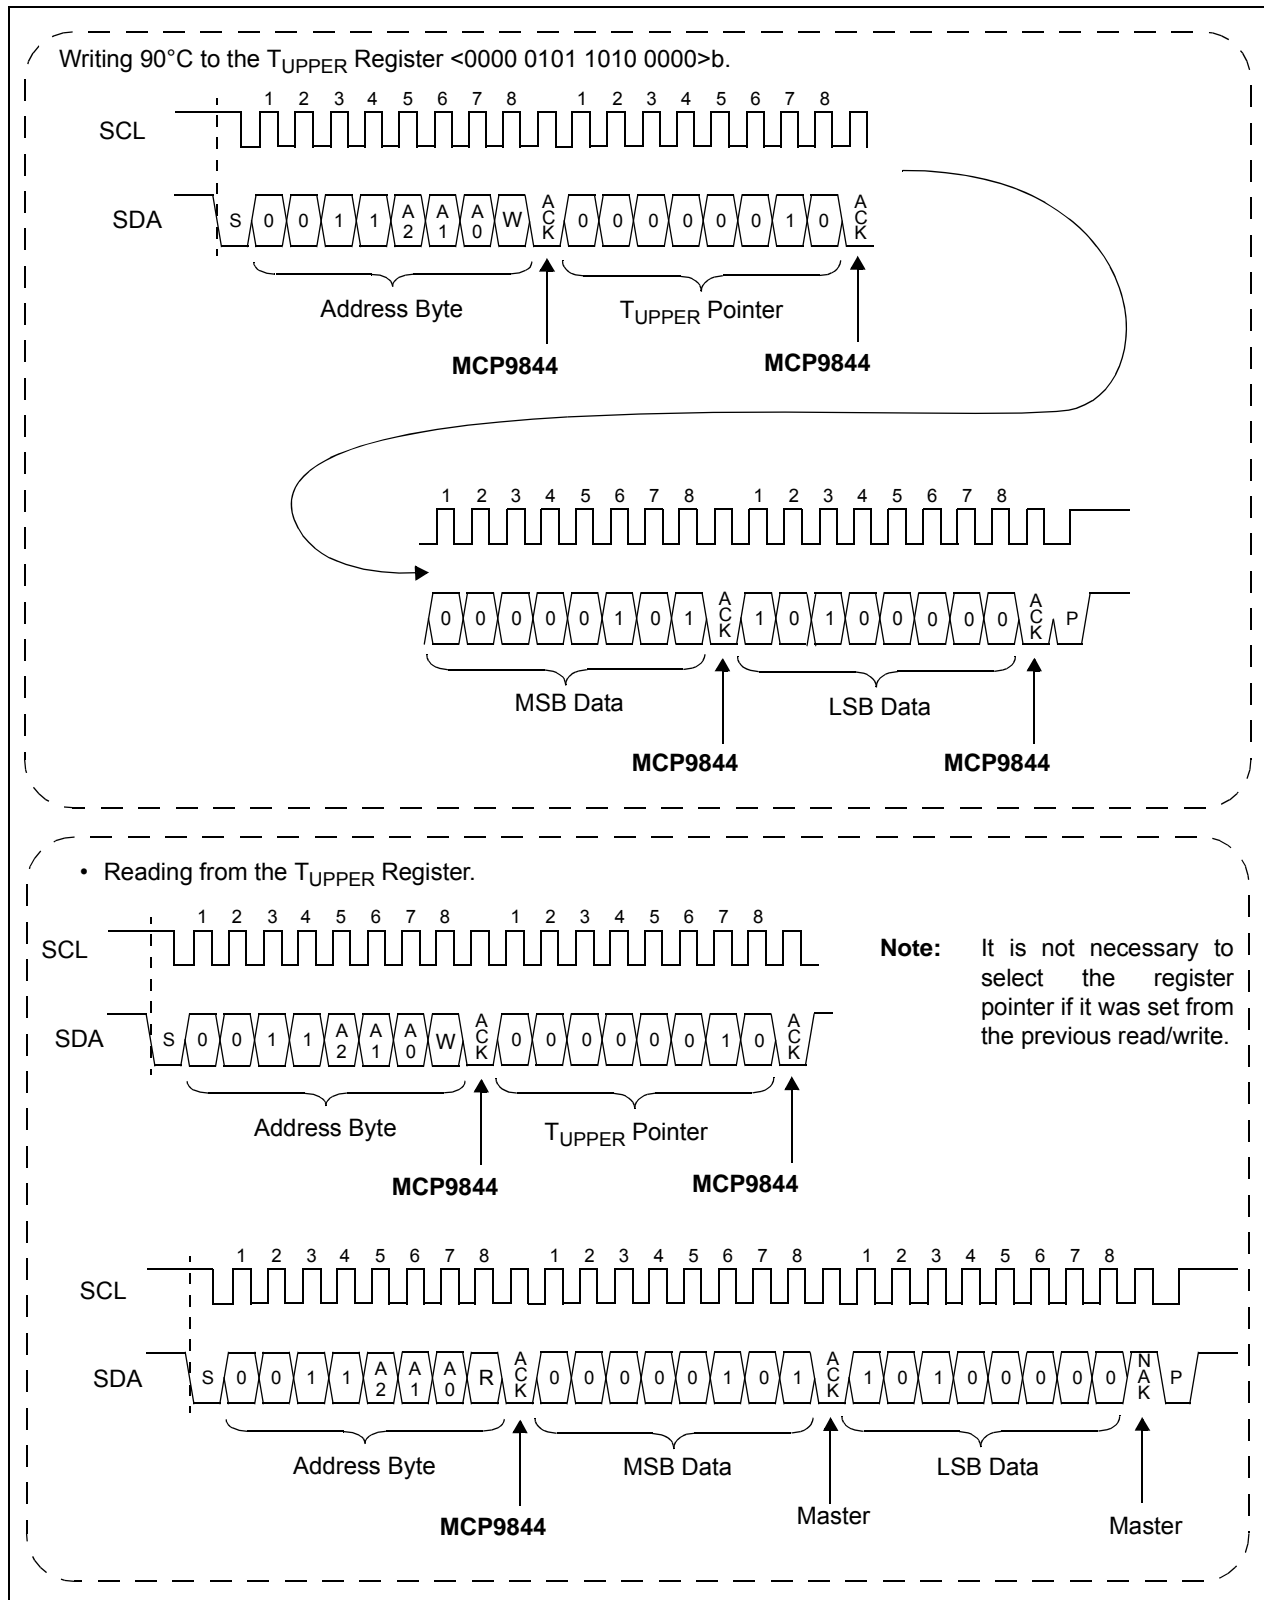 Writing 90°C to the TUPPER Register <0000 0101 1010 0000>b.
1 2 3 4 5 6 7 8 1 2 3 4 5 6 7 8
SCL
SDA
S 0 0 1 1 A2 A1 A0 W ACK 0 0 0 0 0 0 1 0 ACK
Address Byte
TUPPER Pointer
MCP9844
MCP9844
1 2 3 4 5 6 7 8 1 2 3 4 5 6 7 8
0 0 0 0 0 1 0 1 ACK 1 0 1 0 0 0 0 0 ACK P
MSB Data
LSB Data
MCP9844
MCP9844
• Reading from the TUPPER Register.
1 2 3 4 5 6 7 8 1 2 3 4 5 6 7 8
SCL
SDA
S 0 0 1 1 A2 A1 A0 W ACK 0 0 0 0 0 0 1 0 ACK
Address Byte
TUPPER Pointer
MCP9844
MCP9844
Note: It is not necessary to
select the register
pointer if it was set from
the previous read/write.
1 2 3 4 5 6 7 8 1 2 3 4 5 6 7 8 1 2 3 4 5 6 7 8
SCL
SDA
S 0 0 1 1 A2 A1 A0 R ACK 0 0 0 0 0 1 0 1 ACK 1 0 1 0 0 0 0 0 NAK P
Address Byte
MSB Data
LSB Data
MCP9844
Master
Master